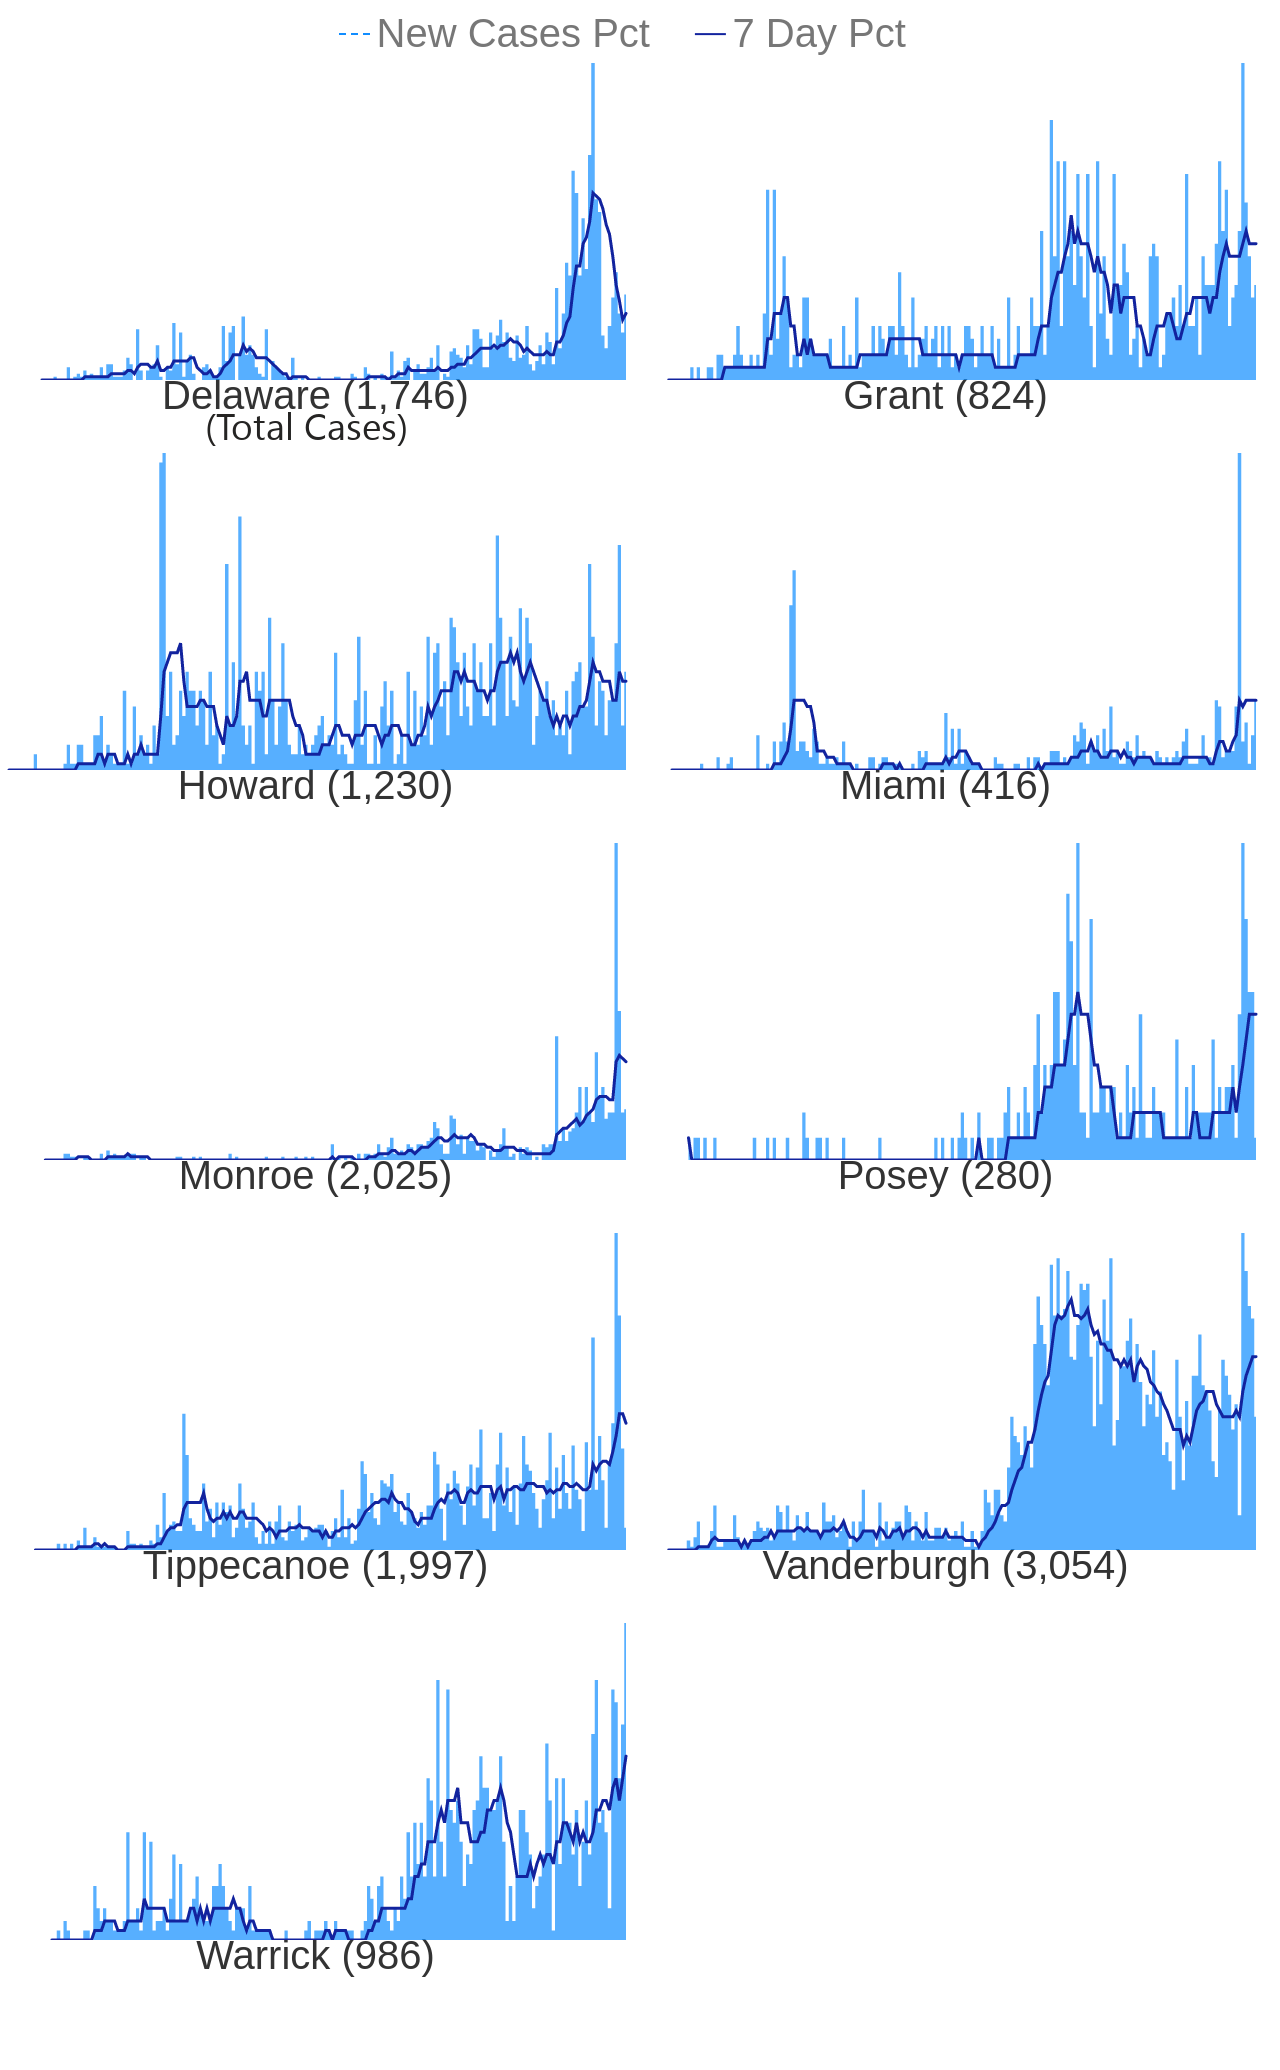 New Cases Pct 7 Day Pct
Delaware (1,746) Grant (824)
(Total Cases)
Howard (1,230) Miami (416)
Monroe (2,025) Posey (280)
Tippecanoe (1,997) Vanderburgh (3,054)
Warrick (986)